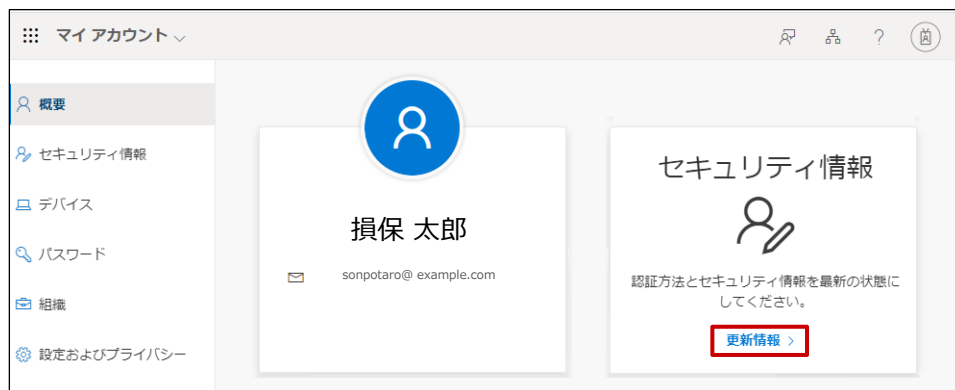 マイ アカウント
?
概要
セキュリティ情報
デバイス
パスワード
組織
設定およびプライバシー
損保 太郎
sonpotaro@ example.com
セキュリティ情報
認証方法とセキュリティ情報を最新の状態に
してください。
更新情報 >